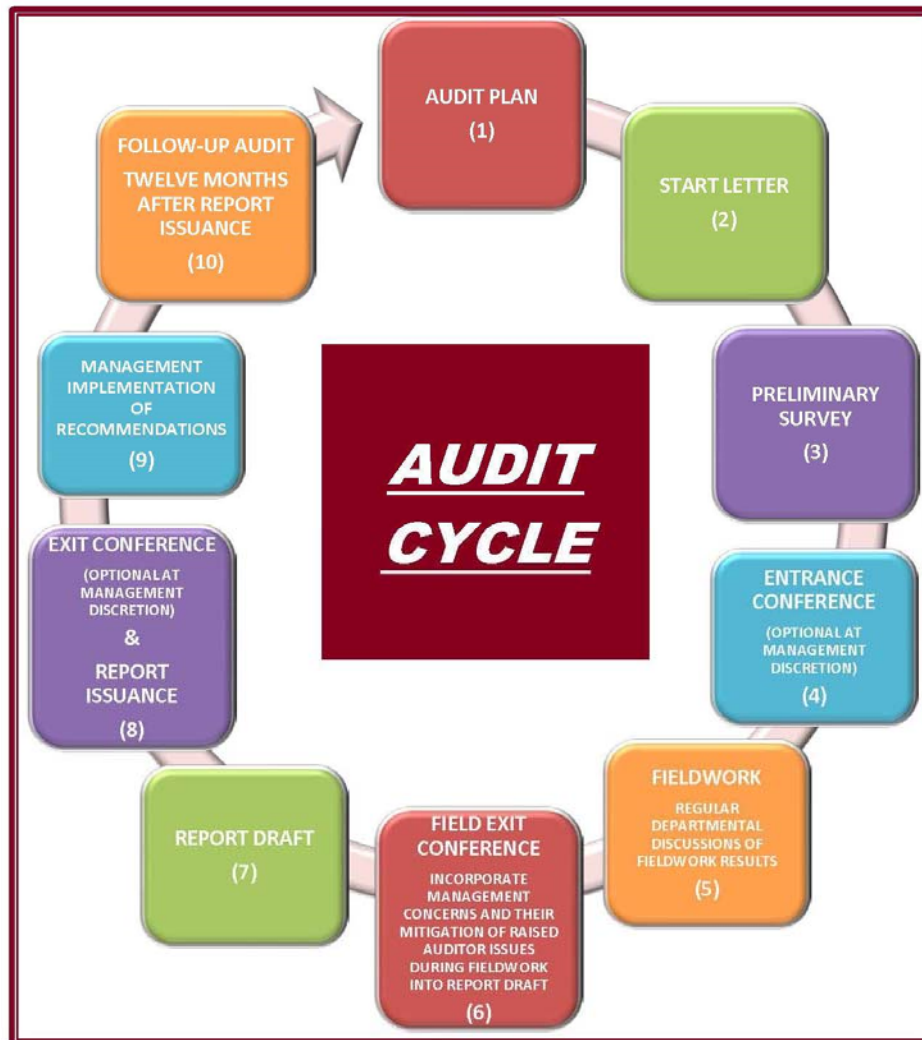 AUDIT PLAN
(1)
START LETTER
(2)
PRELIMINARY
SURVEY
(3)
ENTRANCE
CONFERENCE
(OPTIONAL AT
MANAGEMENT
DISCRETION)
(4)
FIELDWORK
REGULAR
DEPARTMENTAL
DISCUSSIONS OF
FIELDWORK RESULTS
(5)
FIELD EXIT
CONFERENCE
INCORPORATE
MANAGEMENT
CONCERNS AND THEIR
MITIGATION OF RAISED
AUDITOR ISSUES
DURING FIELDWORK
INTO REPORT DRAFT
(6)
REPORT DRAFT
(7)
EXIT CONFERENCE
(OPTIONAL AT
MANAGEMENT
DISCRETION)
&
REPORT
ISSUANCE
(8)
MANAGEMENT
IMPLEMENTATION
OF
RECOMMENDATIONS
(9)
FOLLOW-UP AUDIT
TWELVE MONTHS
AFTER REPORT
ISSUANCE
(10)
AUDIT
CYCLE